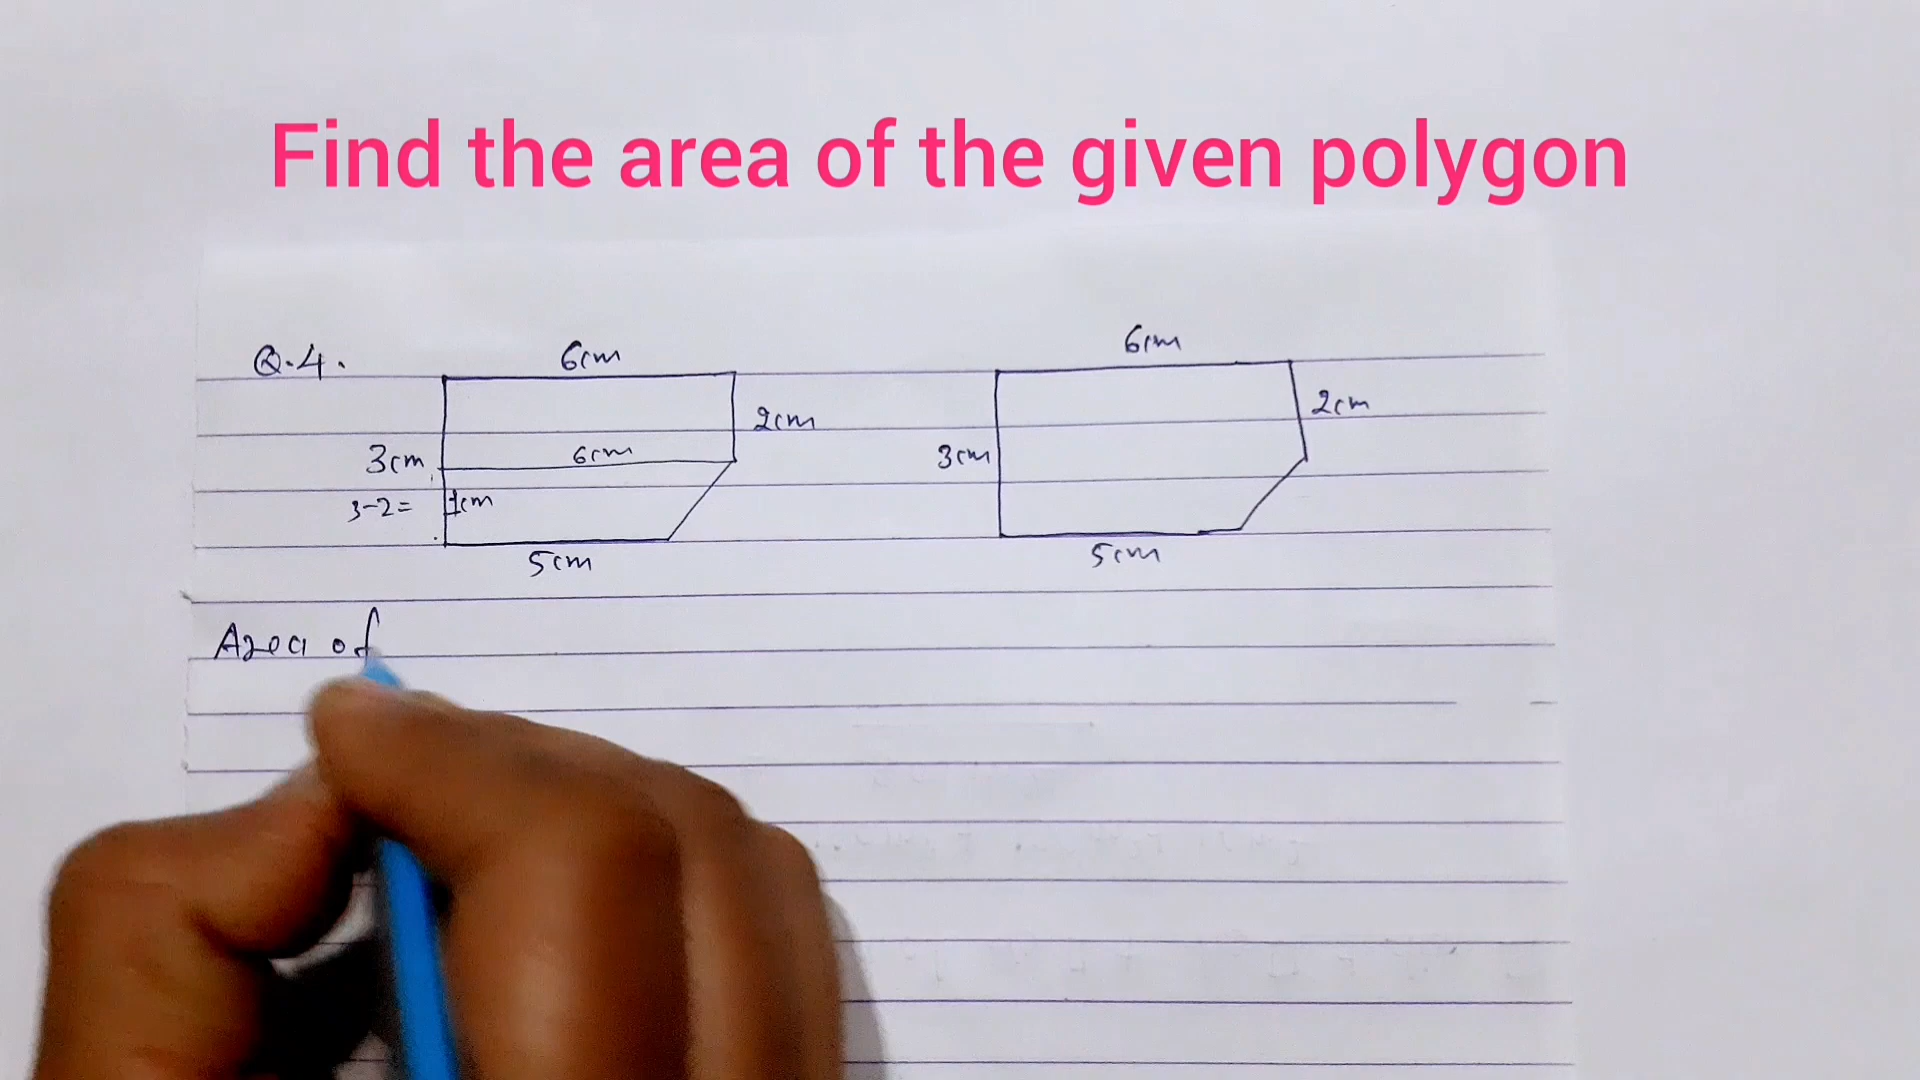 Find the area of the given polygon
Q.4.
6cm
2cm
3cm
6cm
3-2=
1cm
5cm
6cm
2cm
3cm
5cm
Area of